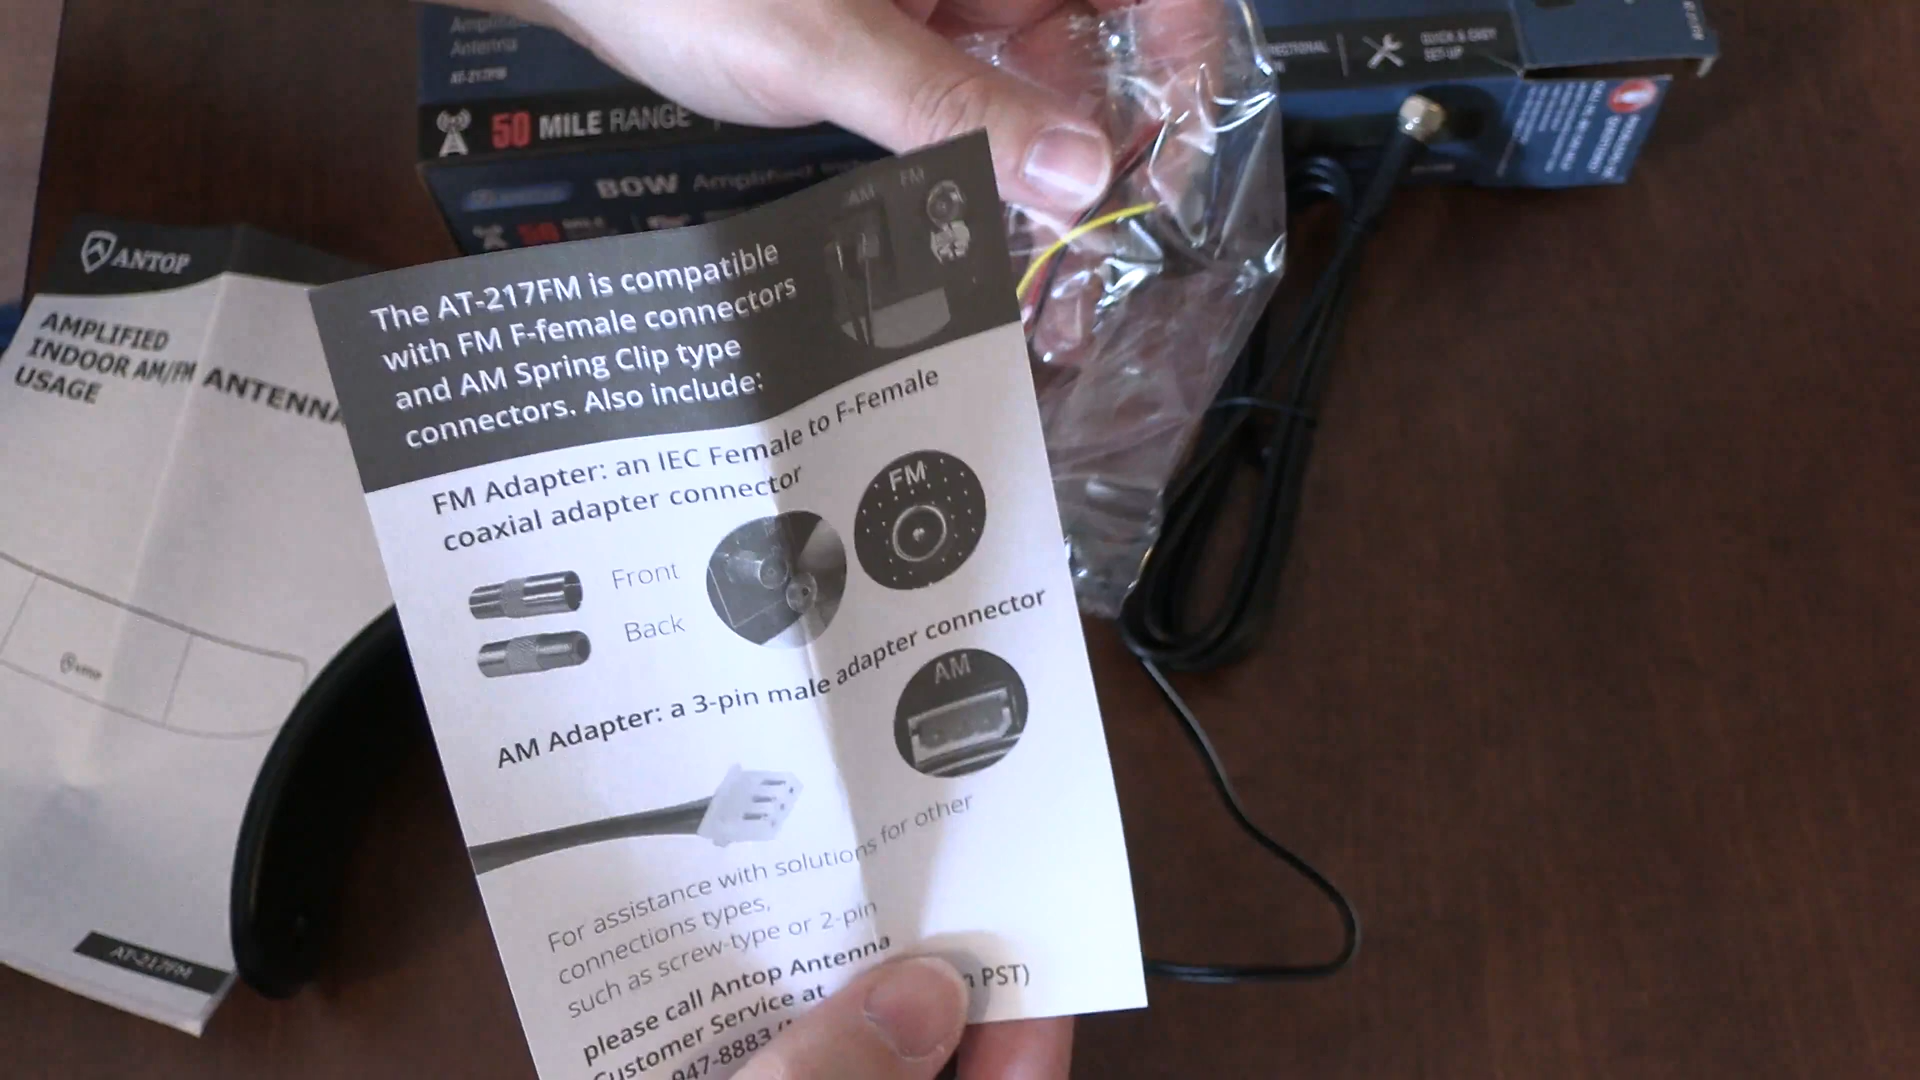 Amplified
Antenna
AT-217FM
50 MILE RANGE
BOW Amplified
QUICK & EASY
SET-UP
ANTOP
AMPLIFIED
INDOOR AM/FM ANTENNA
USAGE
ANTOP
AT-217FM
AM FM
The AT-217FM is compatible
with FM F-female connectors
and AM Spring Clip type
connectors. Also include:
FM Adapter: an IEC Female to F-Female
coaxial adapter connector
FM
Front
Back
AM Adapter: a 3-pin male adapter connector
AM
For assistance with solutions for other
connections types,
such as screw-type or 2-pin
please call Antop Antenna
Customer Service at
947-8883 PST)